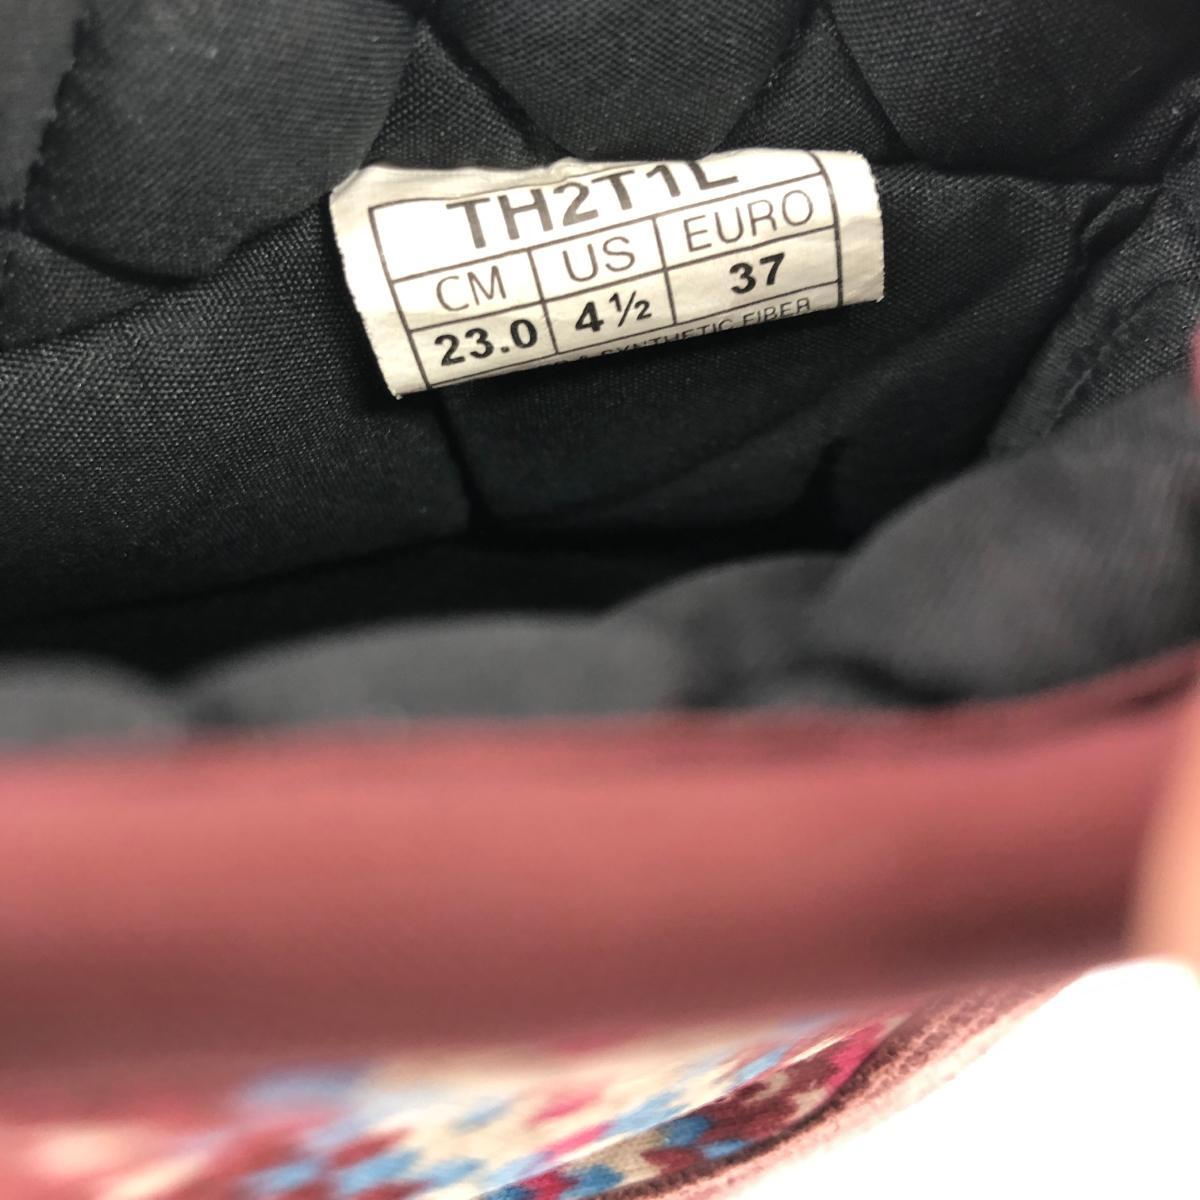 TH2T1L
CM US EURO
23.0 4½ 37
& SYNTHETIC FIBER